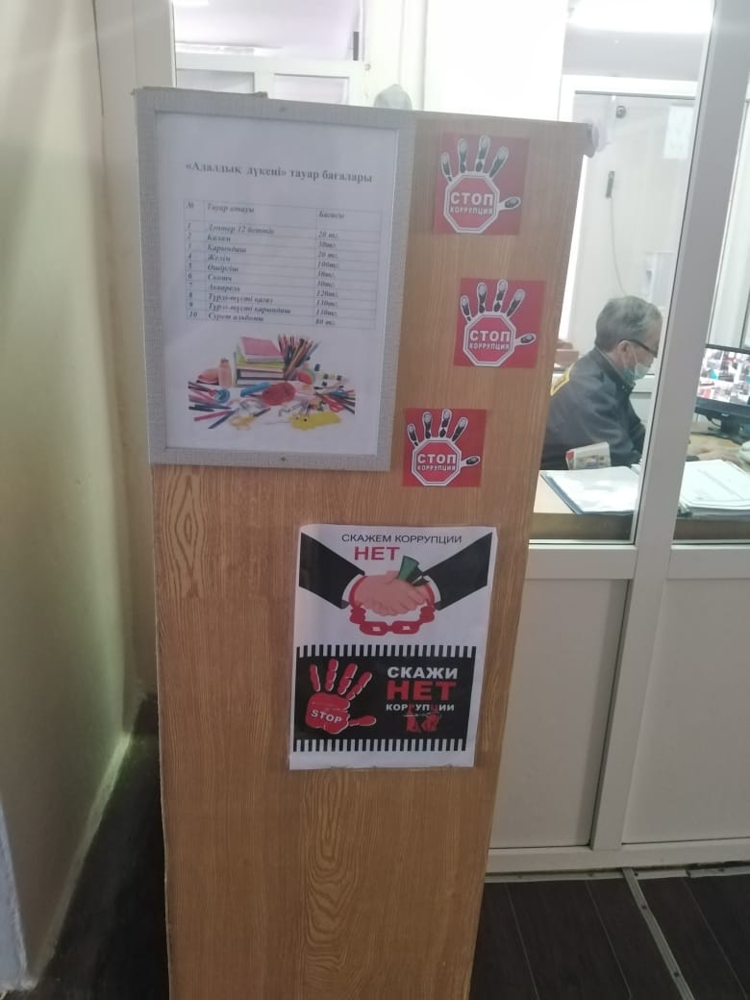 «Адалдық дүкені» тауар бағалары
№ Тауар атауы Бағасы
1 Дәптер 12 беттік 20 тг.
2 Қалам 30тг.
3 Қарындаш 20 тг.
4 Желім 100тг.
5 Өшіргіш 30тг.
6 Скотч 30тг.
7 Акварель 120тг.
8 Түрлі-түсті қағаз 130тг.
9 Түрлі-түсті қарындаш 130тг.
10 Сурет альбомы 80 тг.
СТОП
КОРРУПЦИЯ
СТОП
КОРРУПЦИЯ
СТОП
КОРРУПЦИЯ
СКАЖЕМ КОРРУПЦИИ
НЕТ
СКАЖИ
НЕТ
КОРРУПЦИИ
STOP